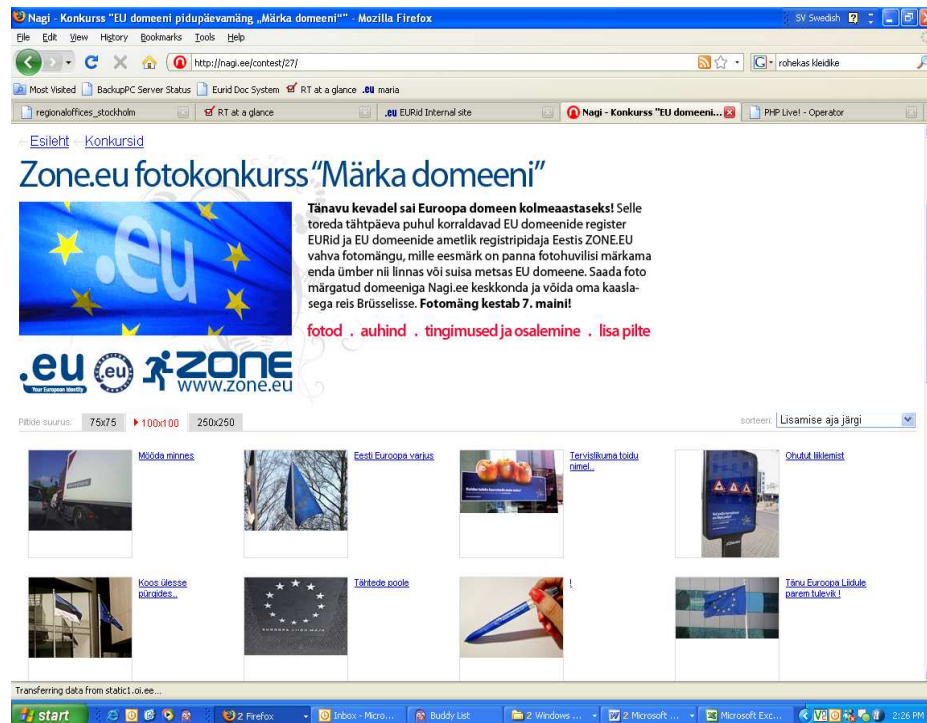 Nagi - Konkurss "EU domeeni pidupäevamäng „Märka domeeni"" - Mozilla Firefox
SV Swedish
File Edit View History Bookmarks Tools Help
http://nagi.ee/contest/27/
rohekas kleidike
Most Visited BackupPC Server Status Eurid Doc System RT at a glance .eu maria
regionaloffices_stockholm
RT at a glance
.eu EURid Internal site
Nagi - Konkurss "EU domeeni...
PHP Live! - Operator
Esileht Konkursid
Zone.eu fotokonkurss “Märka domeeni”
.eu
Tänavu kevadel sai Euroopa domeen kolmeaastaseks! Selle
toreda tähtpäeva puhul korraldavad EU domeenide register
EURid ja EU domeenide ametlik registripidaja Eestis ZONE.EU
vahva fotomängu, mille eesmärk on panna fotohuvilisi märkama
enda ümber nii linnas või suisa metsas EU domeene. Saada foto
märgatud domeeniga Nagi.ee keskkonda ja võida oma kaasla-
sega reis Brüsselisse. Fotomäng kestab 7. maini!
fotod . auhind . tingimused ja osalemine . lisa pilte
.eu
Your European Identity
.eu
ZONE
www.zone.eu
Piltide suurus: 75x75 100x100 250x250
sorteeri: Lisamise aja järgi
Mööda minnes
Eesti Euroopa varjus
Tervislikuma toidu
nimel..
Ohutut liiklemist
Koos ülesse
pürgides..
Tähtede poole
!
Tänu Euroopa Liidule
parem tulevik !
Transferring data from static1.oi.ee...
start
2 Firefox
Inbox - Micro...
Buddy List
2 Windows ...
2 Microsoft ...
Microsoft Exc...
2:26 PM